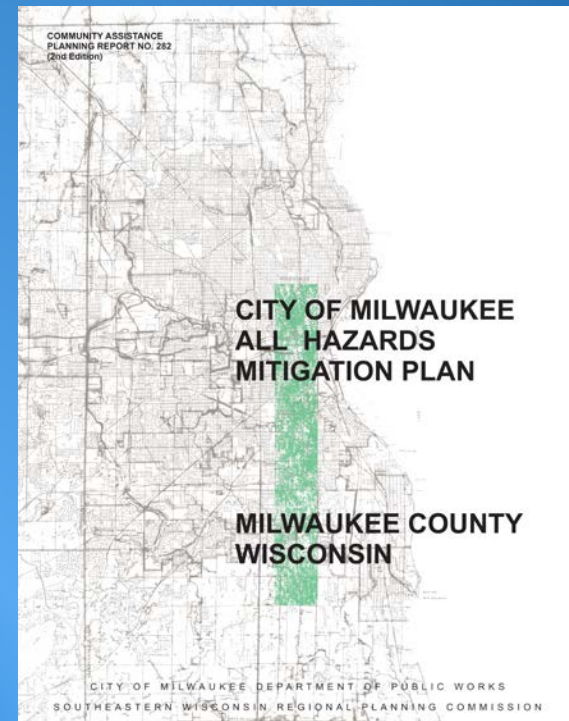 COMMUNITY ASSISTANCE
PLANNING REPORT NO. 282
(2nd Edition)
CITY OF MILWAUKEE
ALL HAZARDS
MITIGATION PLAN
MILWAUKEE COUNTY
WISCONSIN
CITY OF MILWAUKEE DEPARTMENT OF PUBLIC WORKS
SOUTHEASTERN WISCONSIN REGIONAL PLANNING COMMISSION